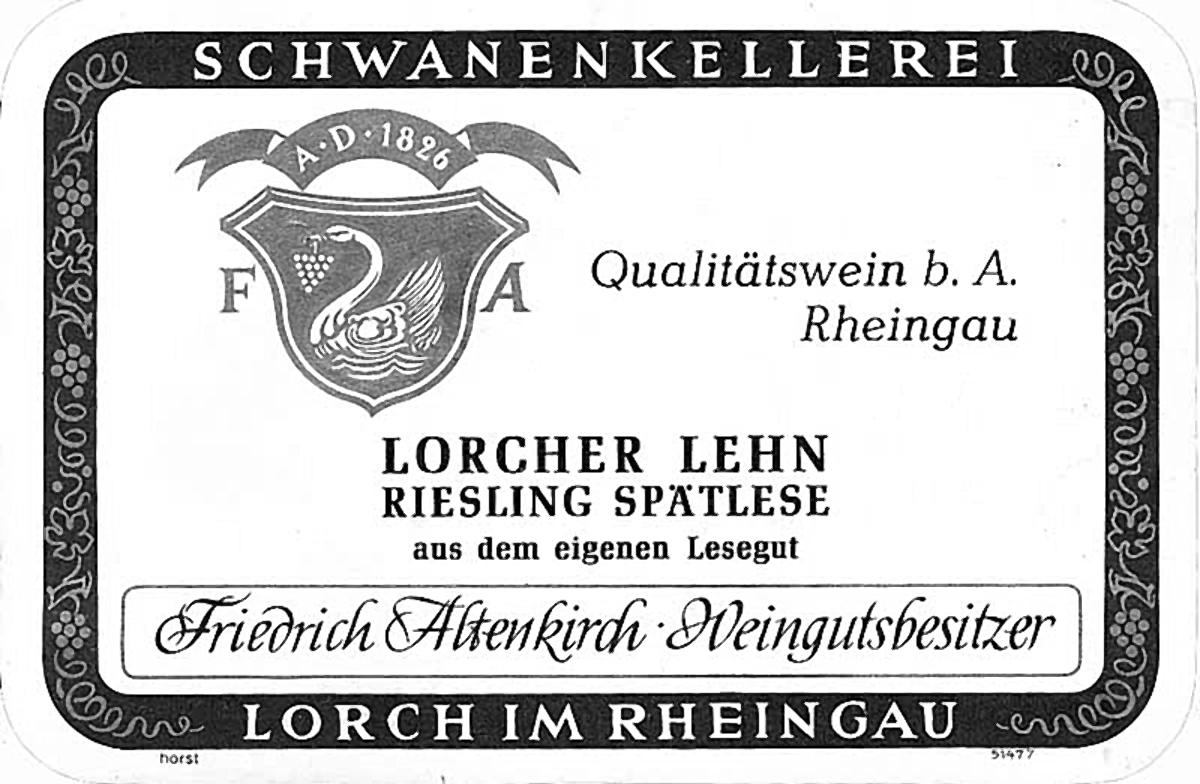 SCHWANENKELLEREI
A·D·1826
F A
Qualitätswein b. A.
Rheingau
LORCHER LEHN
RIESLING SPÄTLESE
aus dem eigenen Lesegut
Friedrich Altenkirch · Weingutsbesitzer
LORCH IM RHEINGAU
horst 51477